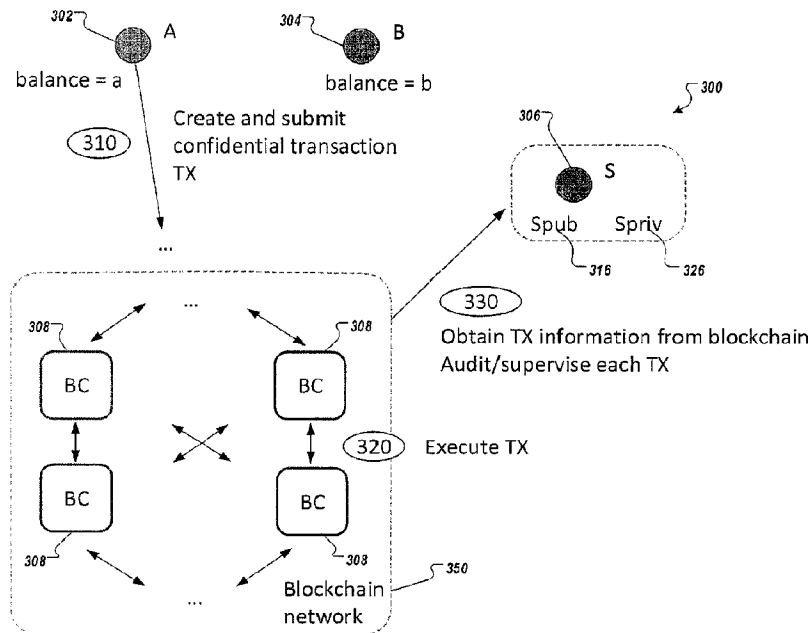 302
A
304
B
balance = a
balance = b
300
310
Create and submit
confidential transaction
TX
306
S
Spub
Spriv
316
326
...
330
Obtain TX information from blockchain
Audit/supervise each TX
...
308
308
BC
BC
320
Execute TX
BC
BC
308
308
...
Blockchain
network
350